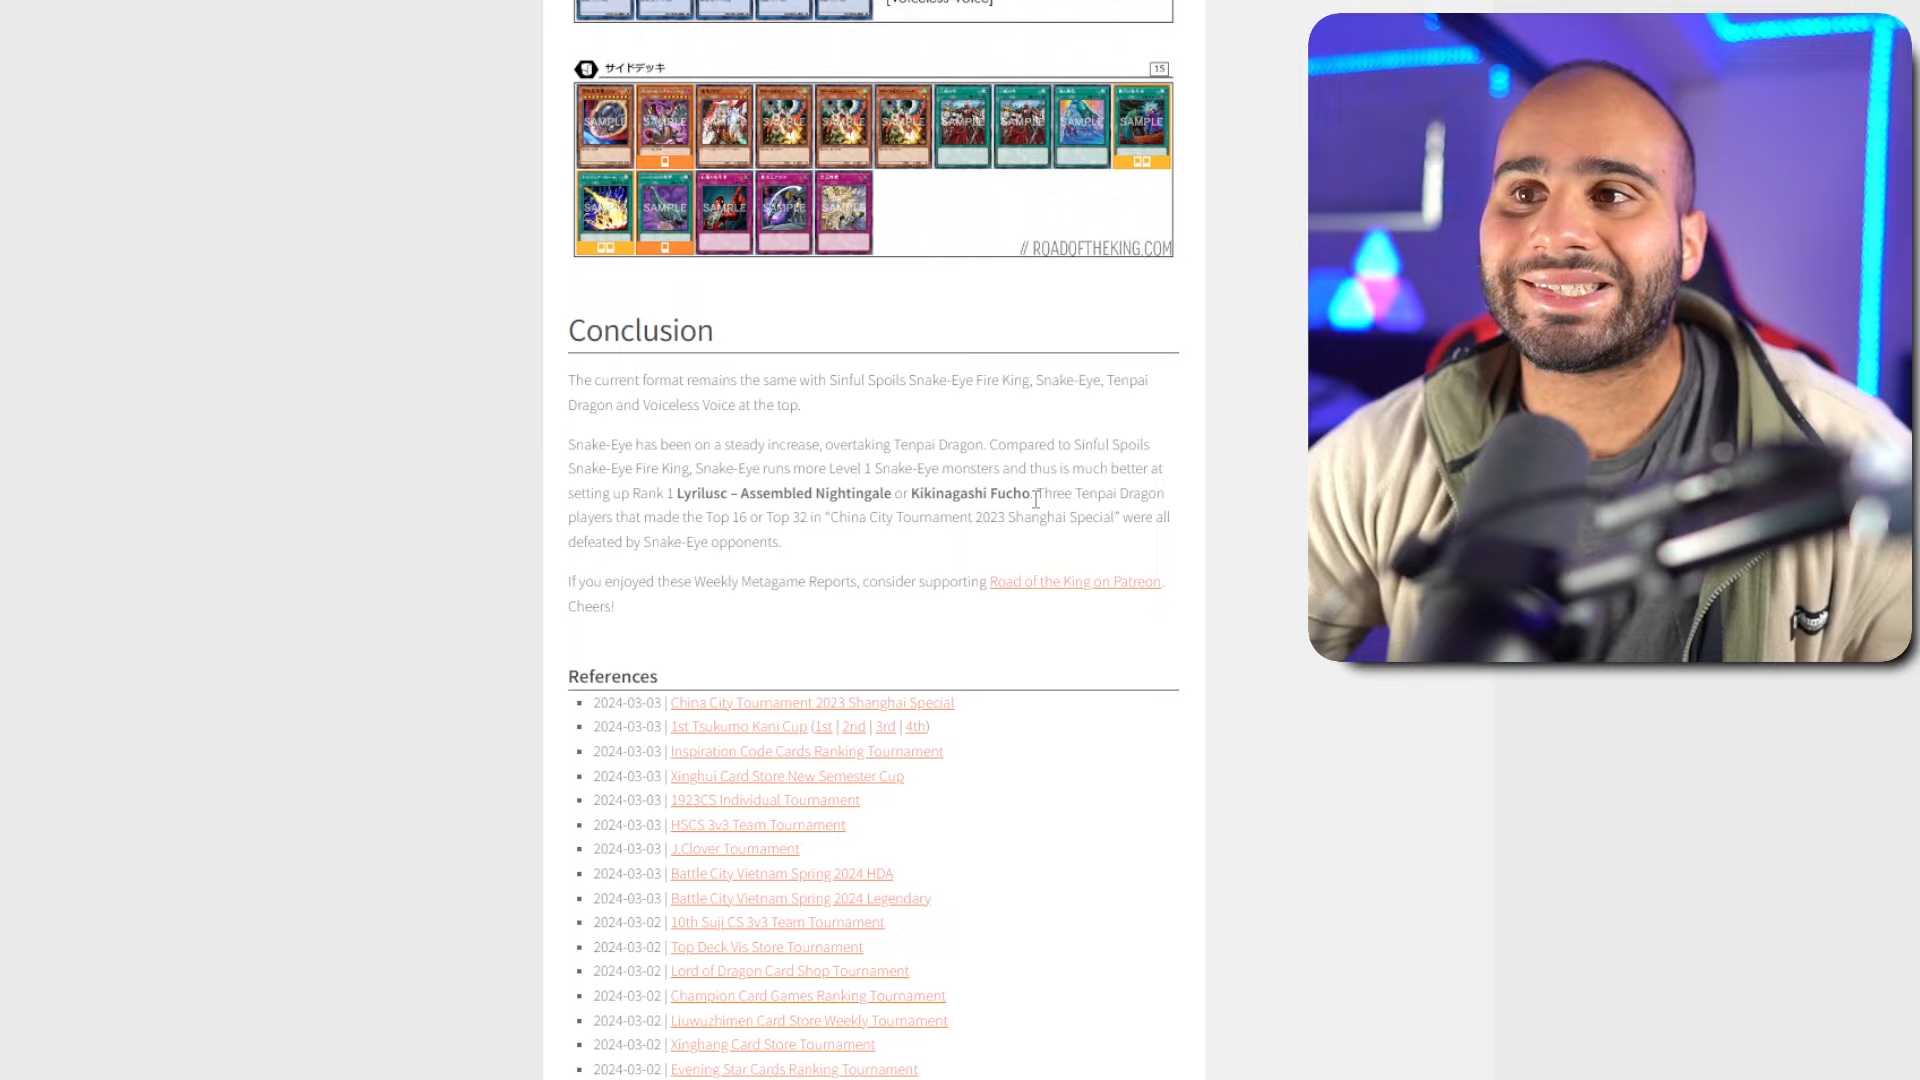 [Voiceless Voice]
サイドデッキ
15
SAMPLE SAMPLE SAMPLE SAMPLE SAMPLE SAMPLE SAMPLE SAMPLE SAMPLE
SAMPLE SAMPLE SAMPLE SAMPLE
// ROADOFTHEKING.COM
Conclusion
The current format remains the same with Sinful Spoils Snake-Eye Fire King, Snake-Eye, Tenpai
Dragon and Voiceless Voice at the top.
Snake-Eye has been on a steady increase, overtaking Tenpai Dragon. Compared to Sinful Spoils
Snake-Eye Fire King, Snake-Eye runs more Level 1 Snake-Eye monsters and thus is much better at
setting up Rank 1 Lyrilusc – Assembled Nightingale or Kikinagashi Fucho. Three Tenpai Dragon
players that made the Top 16 or Top 32 in “China City Tournament 2023 Shanghai Special” were all
defeated by Snake-Eye opponents.
If you enjoyed these Weekly Metagame Reports, consider supporting Road of the King on Patreon.
Cheers!
References
2024-03-03 | China City Tournament 2023 Shanghai Special
2024-03-03 | 1st Tsukumo Kani Cup (1st | 2nd | 3rd | 4th)
2024-03-03 | Inspiration Code Cards Ranking Tournament
2024-03-03 | Xinghui Card Store New Semester Cup
2024-03-03 | 1923CS Individual Tournament
2024-03-03 | HSCS 3v3 Team Tournament
2024-03-03 | J.Clover Tournament
2024-03-03 | Battle City Vietnam Spring 2024 HDA
2024-03-03 | Battle City Vietnam Spring 2024 Legendary
2024-03-02 | 10th Suji CS 3v3 Team Tournament
2024-03-02 | Top Deck Vis Store Tournament
2024-03-02 | Lord of Dragon Card Shop Tournament
2024-03-02 | Champion Card Games Ranking Tournament
2024-03-02 | Liuwuzhimen Card Store Weekly Tournament
2024-03-02 | Xinghang Card Store Tournament
2024-03-02 | Evening Star Cards Ranking Tournament